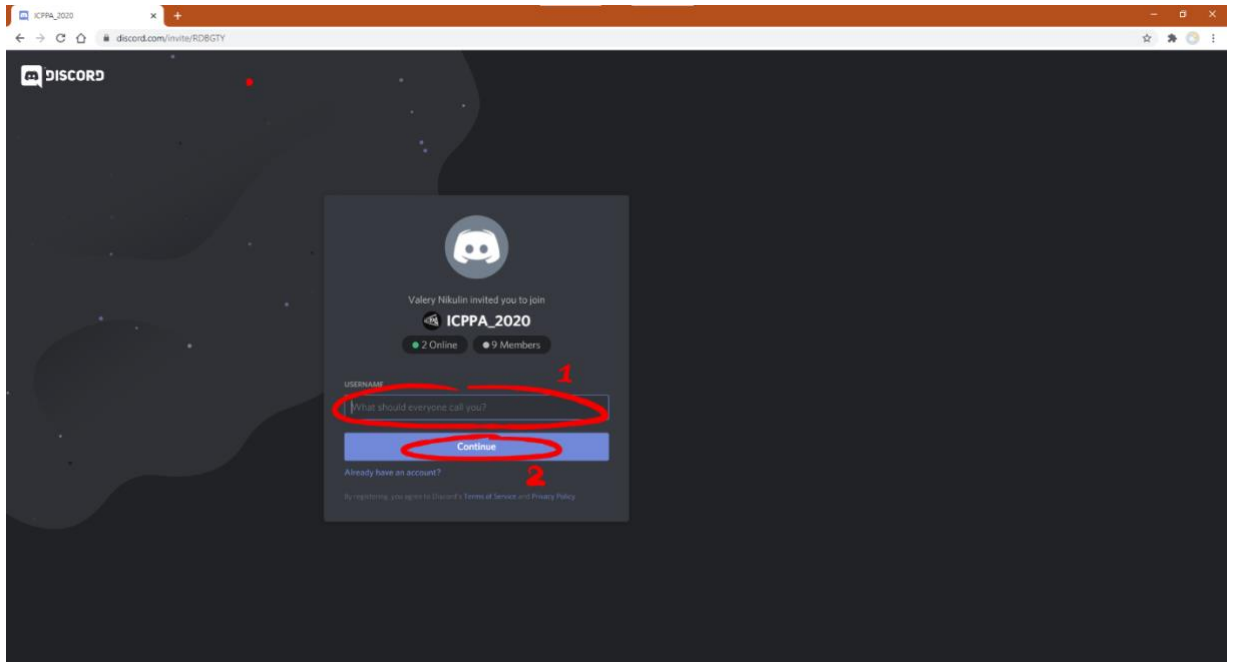 ICPPA_2020
discord.com/invite/RD8GTY
DISCORD
Valery Nikulin invited you to join
ICPPA_2020
2 Online 9 Members
1
USERNAME
What should everyone call you?
Continue
Already have an account?
2
By registering, you agree to Discord's Terms of Service and Privacy Policy.